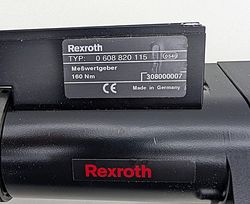 Rexroth
TYP: 0 608 820 115
Meßwertgeber
160 Nm 308000007
CE Made in Germany
Rexroth